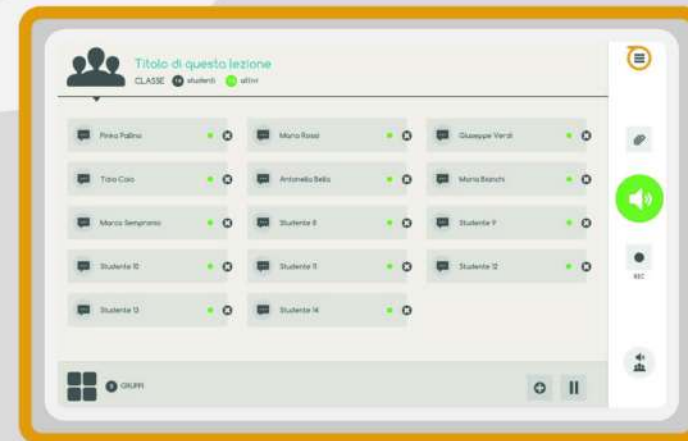 Titolo di questa lezione
CLASSE 14 studenti attivi
Pinko Pallino
Mario Rossi
Giuseppe Verdi
Tizio Caio
Antonella Bella
Maria Bianchi
Marco Sempronio
Studente 8
Studente 9
Studente 10
Studente 11
Studente 12
Studente 13
Studente 14
REC
GRUPPI